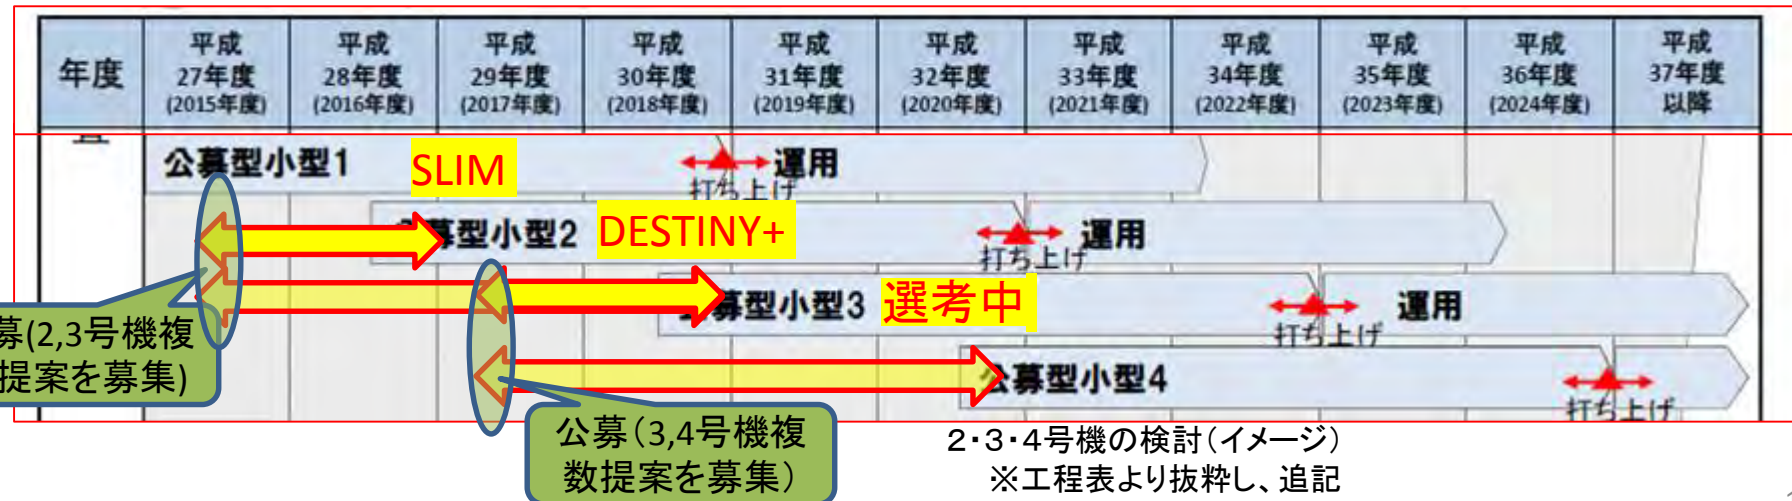 年度
平成
27年度
(2015年度)
平成
28年度
(2016年度)
平成
29年度
(2017年度)
平成
30年度
(2018年度)
平成
31年度
(2019年度)
平成
32年度
(2020年度)
平成
33年度
(2021年度)
平成
34年度
(2022年度)
平成
35年度
(2023年度)
平成
36年度
(2024年度)
平成
37年度
以降
公募型小型1
SLIM
打ち上げ
運用
募型小型2
DESTINY+
打ち上げ
運用
募型小型3
選考中
打ち上げ
運用
公募型小型4
打ち上げ
募(2,3号機複
提案を募集)
公募(3,4号機複
数提案を募集)
2・3・4号機の検討(イメージ)
※工程表より抜粋し、追記